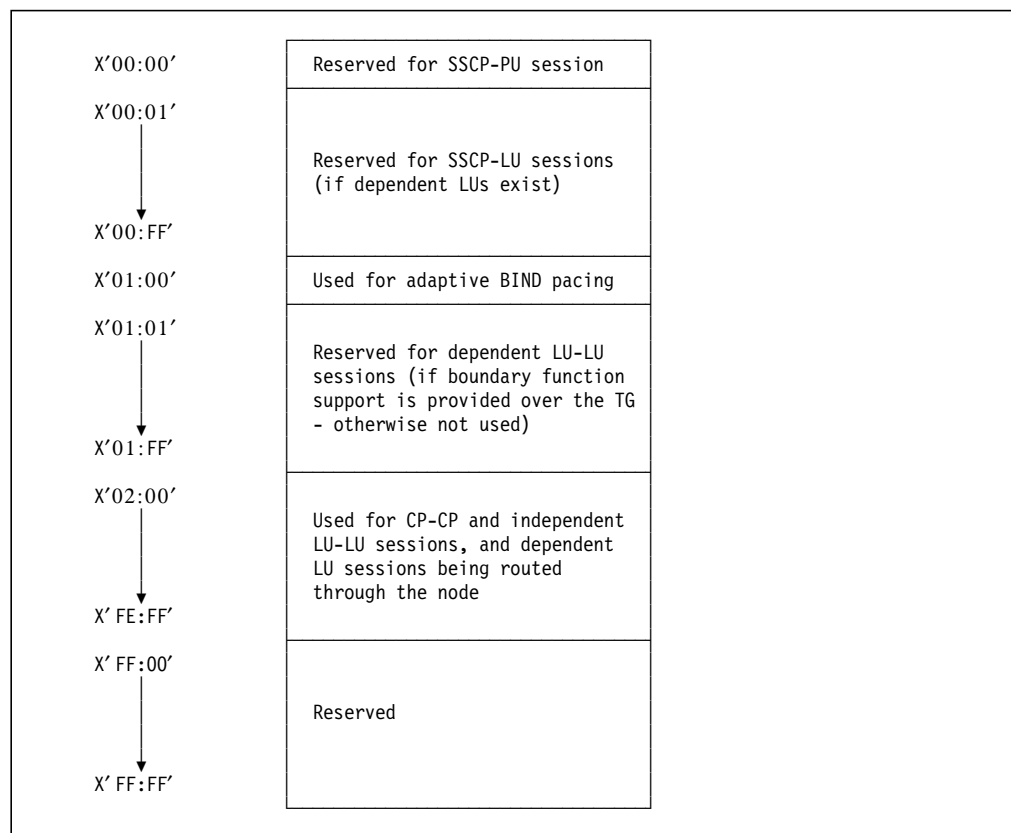 X′00:00′ Reserved for SSCP-PU session
X′00:01′
Reserved for SSCP-LU sessions
(if dependent LUs exist)
X′00:FF′
X′01:00′ Used for adaptive BIND pacing
X′01:01′
Reserved for dependent LU-LU
sessions (if boundary function
support is provided over the TG
- otherwise not used)
X′01:FF′
X′02:00′
Used for CP-CP and independent
LU-LU sessions, and dependent
LU sessions being routed
through the node
X′FE:FF′
X′FF:00′
Reserved
X′FF:FF′